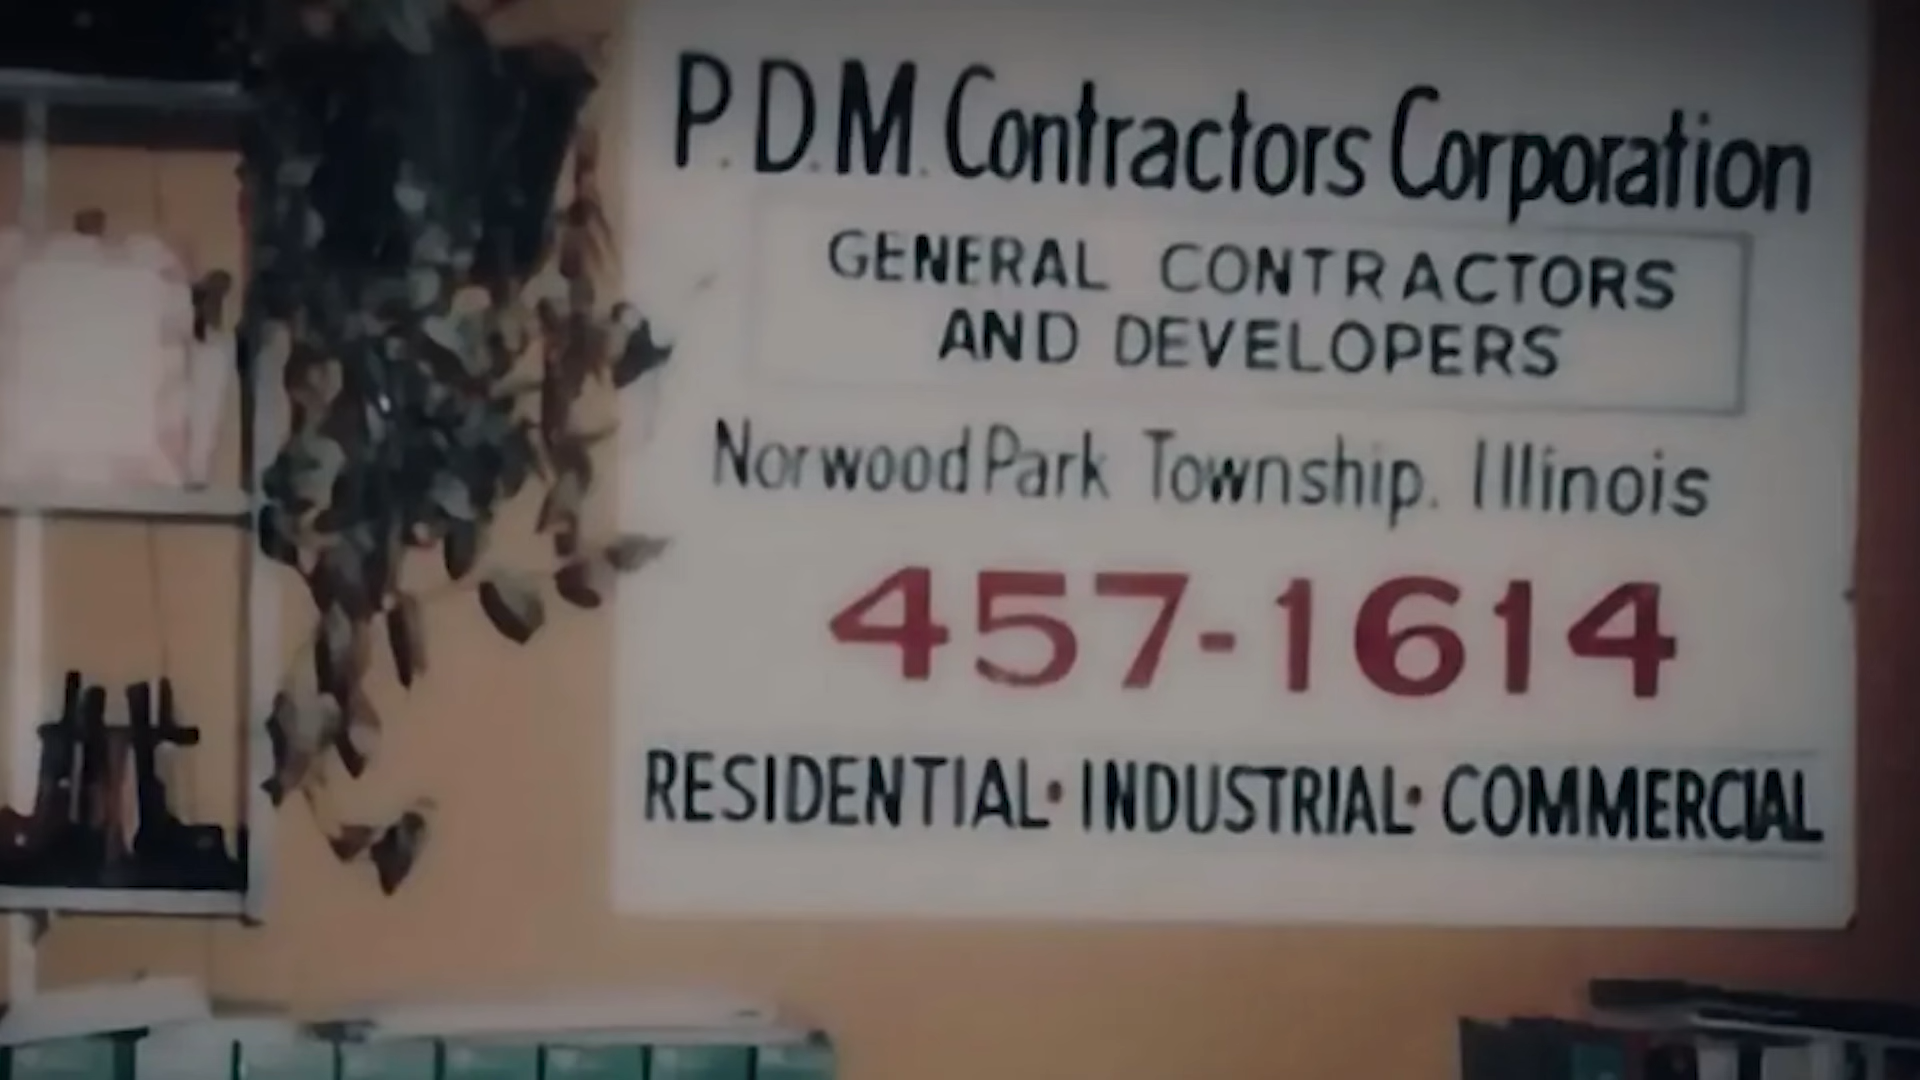 P.D.M. Contractors Corporation
GENERAL CONTRACTORS
AND DEVELOPERS
Norwood Park Township. Illinois
457-1614
RESIDENTIAL • INDUSTRIAL • COMMERCIAL